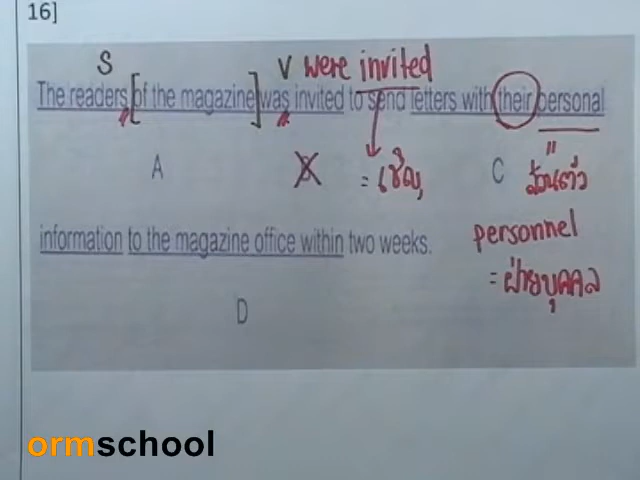 16]
S V were invited
The readers [of the magazine] was invited to send letters with their personal
A B = เชิญ C ส่วนตัว
information to the magazine office within two weeks. personnel
= ฝ่ายบุคคล
D
ormschool